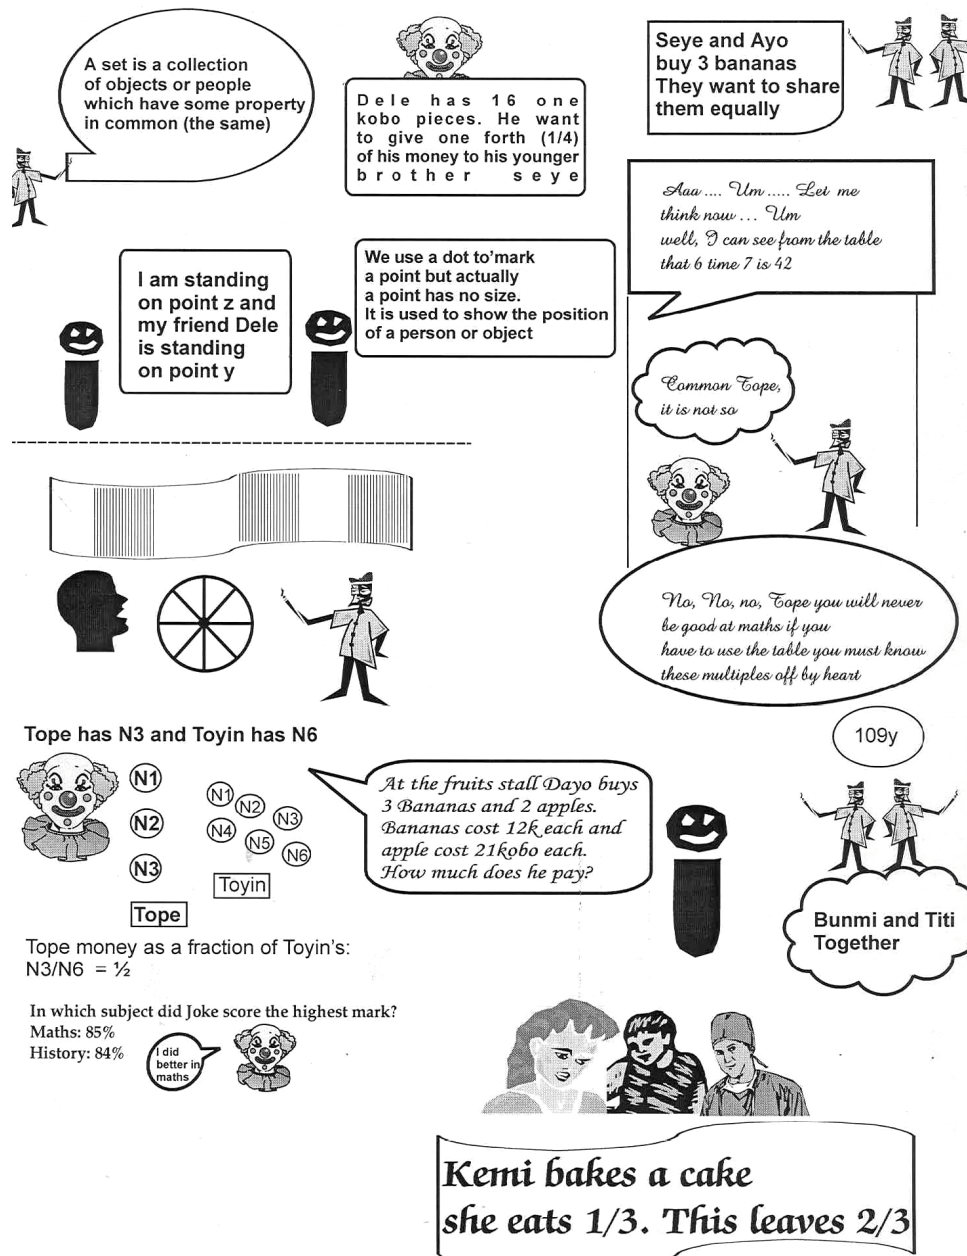 A set is a collection
of objects or people
which have some property
in common (the same)
Dele has 16 one
kobo pieces. He want
to give one forth (1/4)
of his money to his younger
brother seye
Seye and Ayo
buy 3 bananas
They want to share
them equally
Aaa .... Um ..... Let me
think now ... Um
well, I can see from the table
that 6 time 7 is 42
I am standing
on point z and
my friend Dele
is standing
on point y
We use a dot to'mark
a point but actually
a point has no size.
It is used to show the position
of a person or object
Common Tope,
it is not so
No, No, no, Tope you will never
be good at maths if you
have to use the table you must know
these multiples off by heart
109y
Tope has N3 and Toyin has N6
N1
N2
N3
Tope
N1
N2
N3
N4
N5
N6
Toyin
At the fruits stall Dayo buys
3 Bananas and 2 apples.
Bananas cost 12k each and
apple cost 21kobo each.
How much does he pay?
Bunmi and Titi
Together
Tope money as a fraction of Toyin's:
N3/N6 = ½
In which subject did Joke score the highest mark?
Maths: 85%
History: 84%
I did
better in
maths
Kemi bakes a cake
she eats 1/3. This leaves 2/3